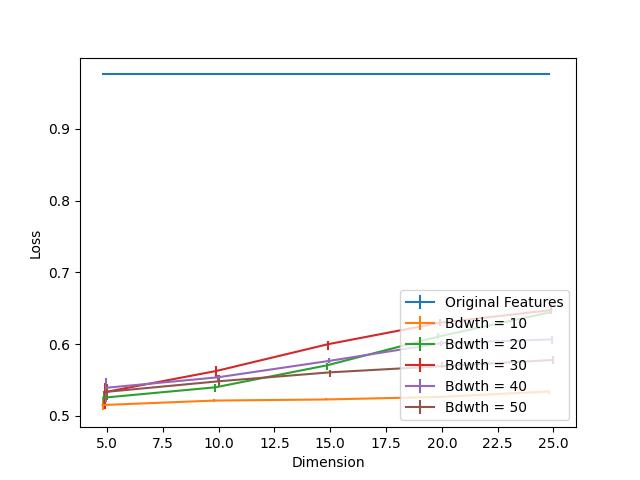 0.9
0.8
0.7
0.6
0.5
Loss
Original Features
Bdwth = 10
Bdwth = 20
Bdwth = 30
Bdwth = 40
Bdwth = 50
5.0 7.5 10.0 12.5 15.0 17.5 20.0 22.5 25.0
Dimension